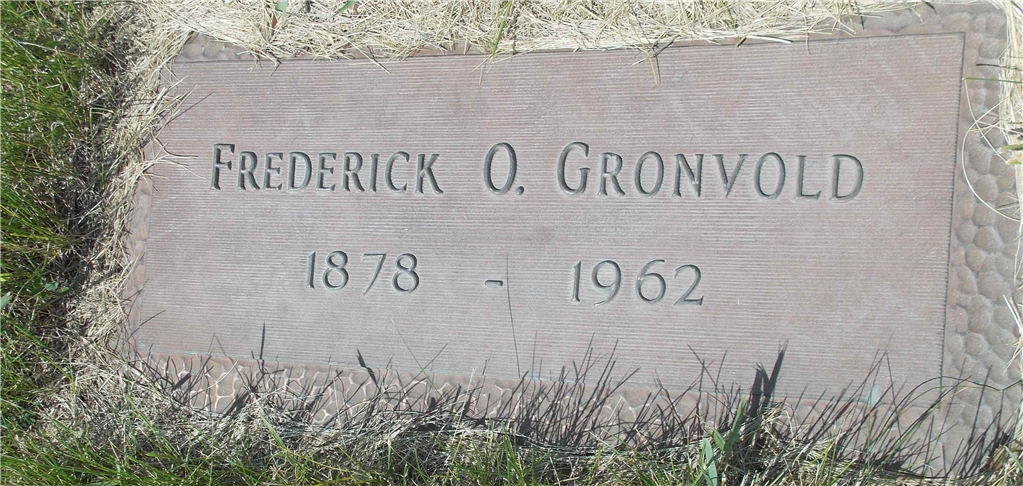 FREDERICK O. GRONVOLD
1878 - 1962